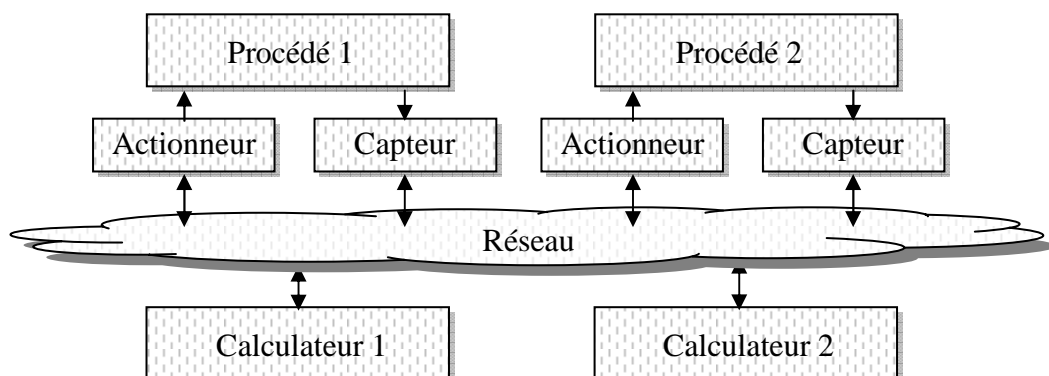 Procédé 1
Procédé 2
Actionneur
Capteur
Actionneur
Capteur
Réseau
Calculateur 1
Calculateur 2